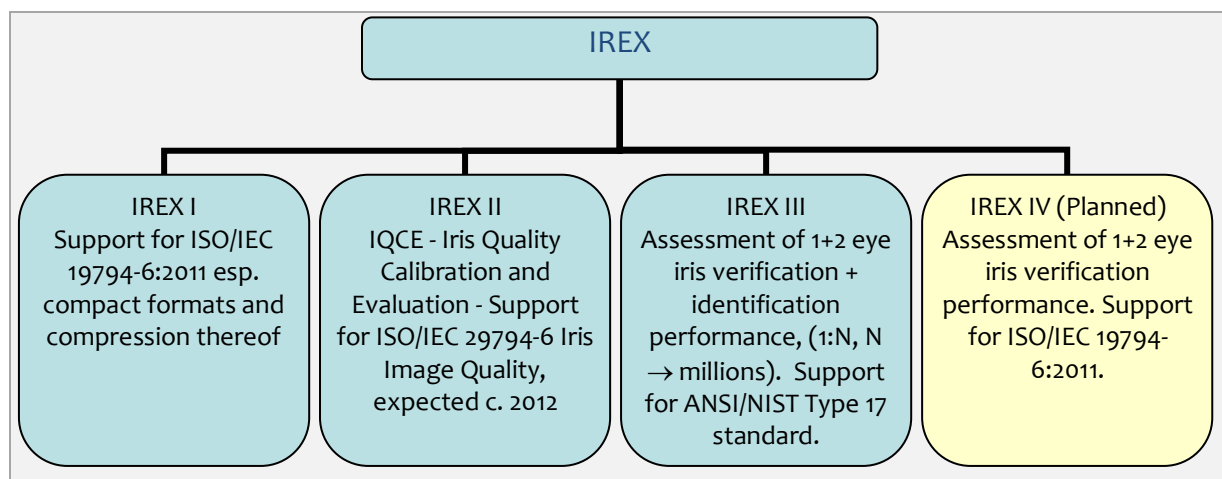 IREX
IREX I
Support for ISO/IEC
19794-6:2011 esp.
compact formats and
compression thereof
IREX II
IQCE - Iris Quality
Calibration and
Evaluation - Support
for ISO/IEC 29794-6 Iris
Image Quality,
expected c. 2012
IREX III
Assessment of 1+2 eye
iris verification +
identification
performance, (1:N, N
→ millions). Support
for ANSI/NIST Type 17
standard.
IREX IV (Planned)
Assessment of 1+2 eye
iris verification
performance. Support
for ISO/IEC 19794-
6:2011.